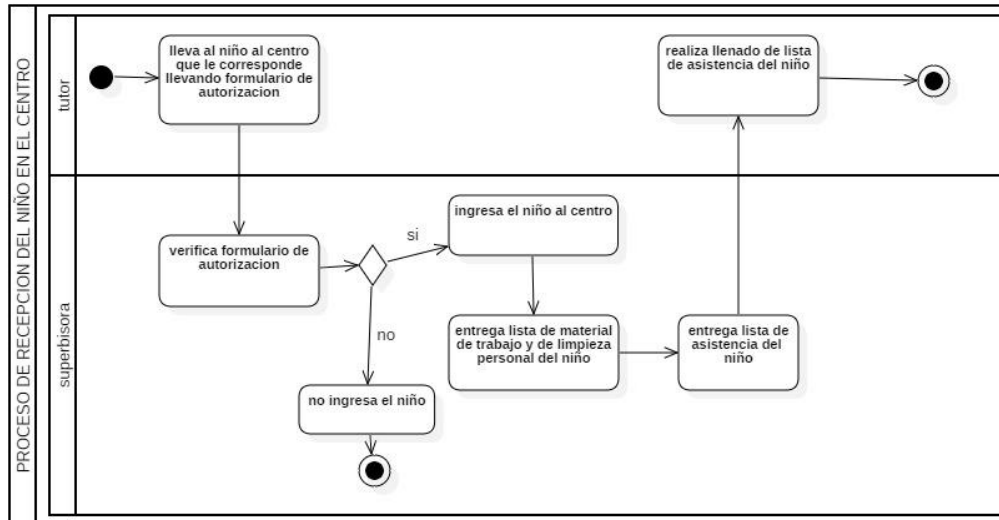 PROCESO DE RECEPCION DEL NIÑO EN EL CENTRO
tutor
lleva al niño al centro
que le corresponde
llevando formulario de
autorizacion
realiza llenado de lista
de asistencia del niño
superbisora
verifica formulario de
autorizacion
si
ingresa el niño al centro
no
entrega lista de material
de trabajo y de limpieza
personal del niño
entrega lista de
asistencia del
niño
no ingresa el niño